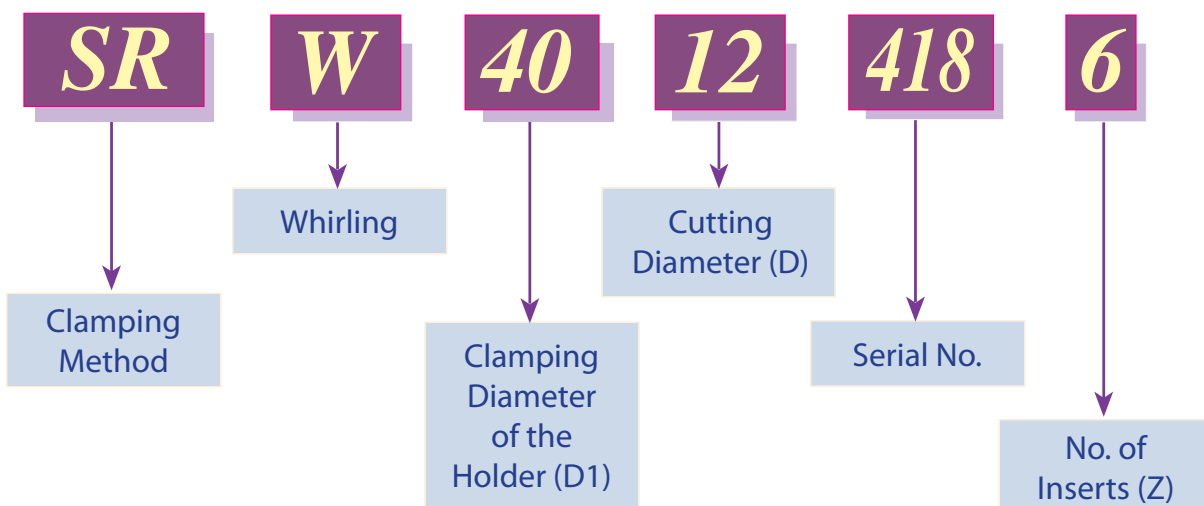 SR W 40 12 418 6
Whirling
Cutting
Diameter (D)
Clamping
Method
Clamping
Diameter
of the
Holder (D1)
Serial No.
No. of
Inserts (Z)